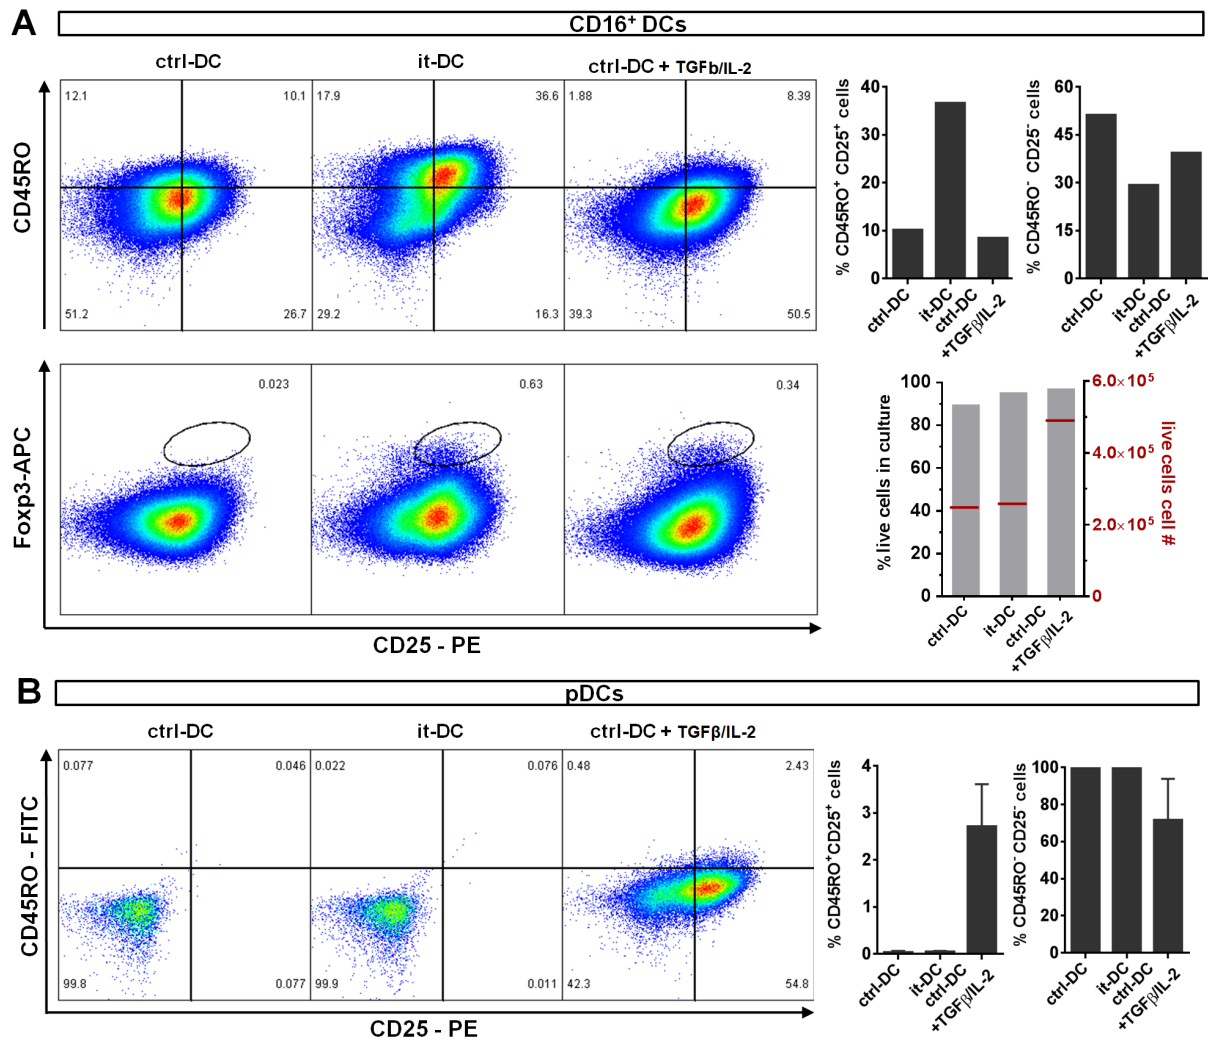 A
CD16⁺ DCs
ctrl-DC
it-DC
ctrl-DC + TGFb/IL-2
12.1
10.1
17.9
36.6
1.88
8.39
51.2
26.7
29.2
16.3
39.3
50.5
CD45RO
% CD45RO⁺ CD25⁺ cells
40
30
20
10
0
ctrl-DC
it-DC
ctrl-DC
+TGFβ/IL-2
% CD45RO⁻ CD25⁻ cells
60
45
30
15
0
ctrl-DC
it-DC
ctrl-DC
+TGFβ/IL-2
0.023
0.63
0.34
Foxp3-APC
CD25 - PE
% live cells in culture
100
80
60
40
20
0
6.0×10⁵
4.0×10⁵
2.0×10⁵
0
live cells cell #
ctrl-DC
it-DC
ctrl-DC
+TGFβ/IL-2
B
pDCs
ctrl-DC
it-DC
ctrl-DC + TGFβ/IL-2
0.077
0.046
0.022
0.076
0.48
2.43
99.8
0.077
99.9
0.011
42.3
54.8
CD45RO - FITC
CD25 - PE
% CD45RO⁺CD25⁺ cells
4
3
2
1
0
ctrl-DC
it-DC
ctrl-DC
+TGFβ/IL-2
% CD45RO⁻ CD25⁻ cells
100
80
60
40
20
0
ctrl-DC
it-DC
ctrl-DC
+TGFβ/IL-2